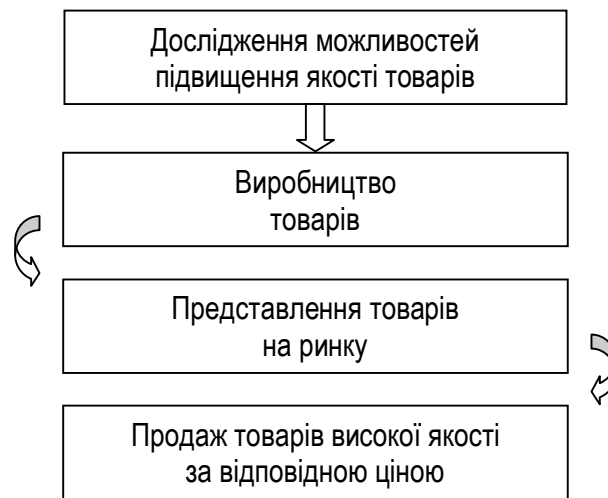 Дослідження можливостей
підвищення якості товарів
Виробництво
товарів
Представлення товарів
на ринку
Продаж товарів високої якості
за відповідною ціною